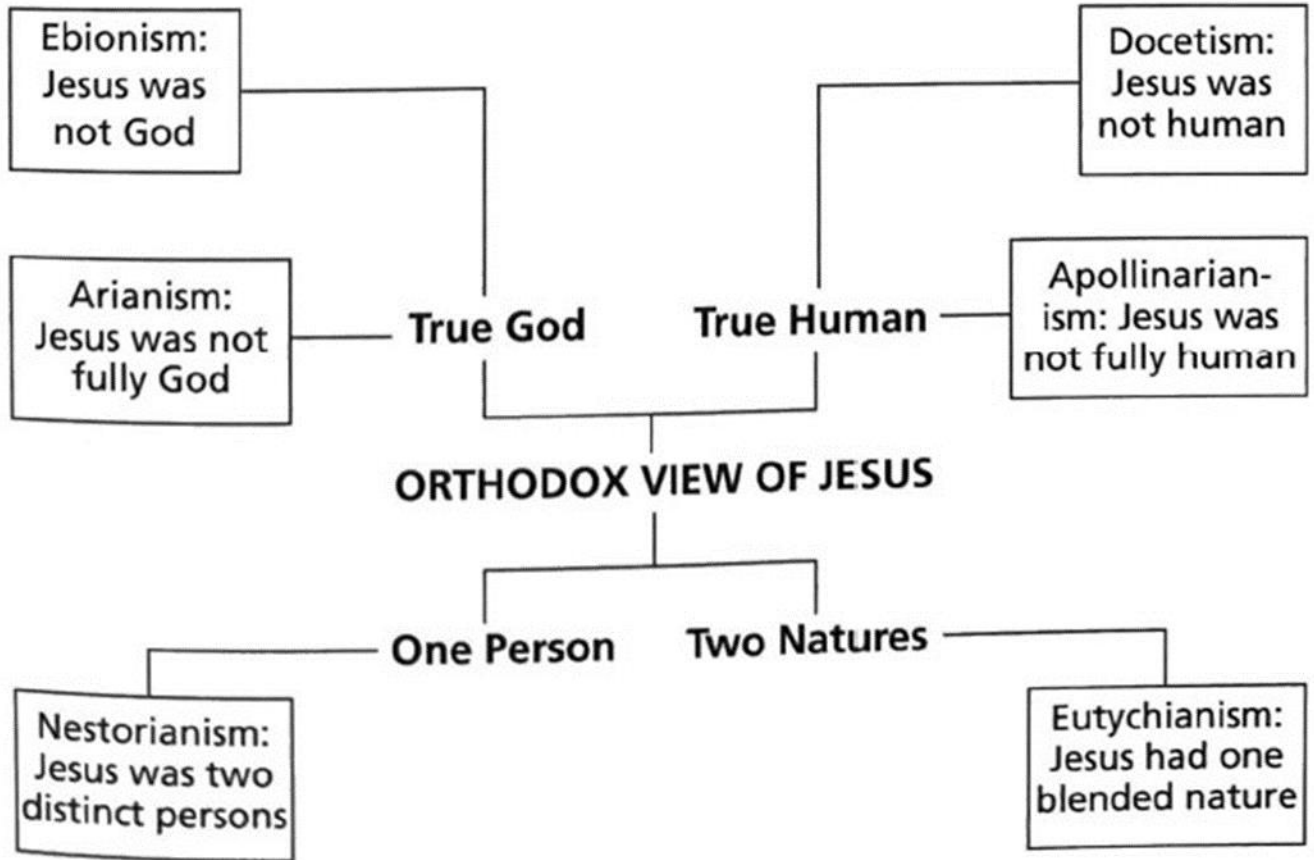 Ebionism:
Jesus was
not God
Docetism:
Jesus was
not human
Arianism:
Jesus was not
fully God
True God
True Human
Apollinarian-
ism: Jesus was
not fully human
ORTHODOX VIEW OF JESUS
One Person
Two Natures
Nestorianism:
Jesus was two
distinct persons
Eutychianism:
Jesus had one
blended nature